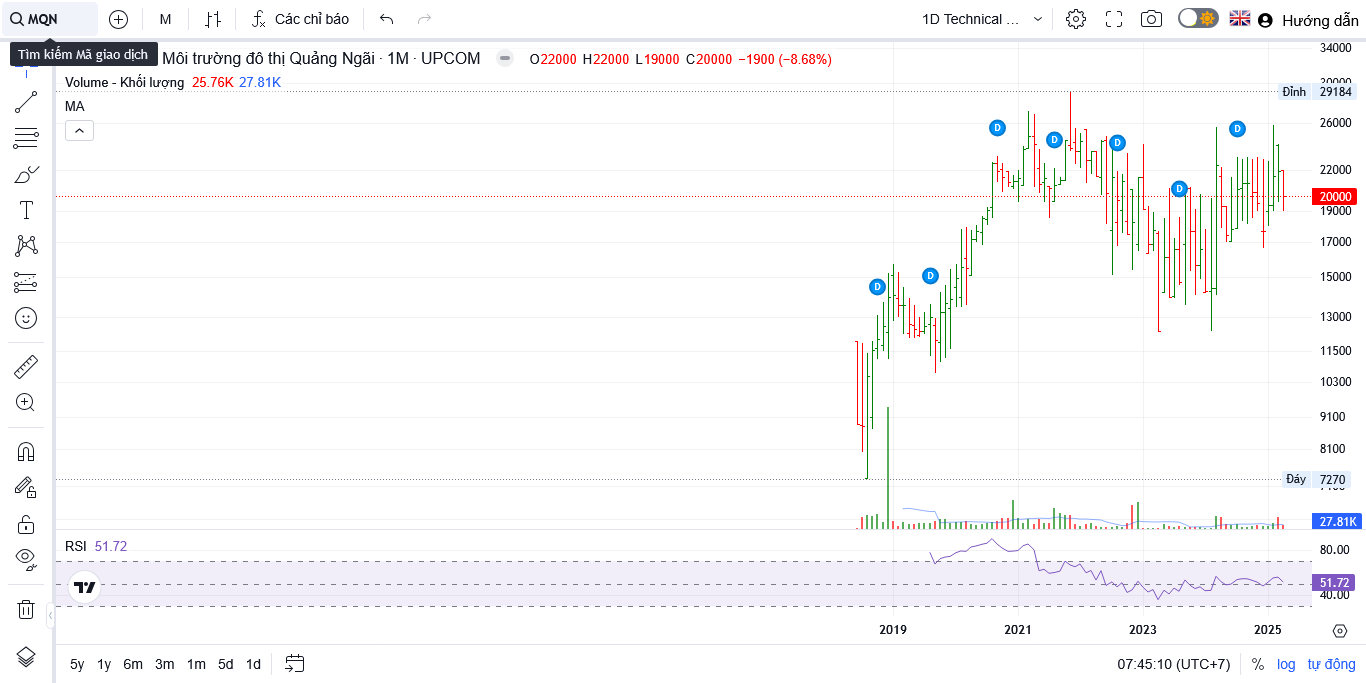 MQN
M
Các chỉ báo
1D Technical ...
Hướng dẫn
Tìm kiếm Mã giao dịch
Môi trường đô thị Quảng Ngãi · 1M · UPCOM
O22000 H22000 L19000 C20000 −1900 (−8.68%)
Volume - Khối lượng 25.76K 27.81K
MA
34000
30000
Đỉnh 29184
26000
22000
20000
19000
17000
15000
13000
11500
10300
9100
8100
Đáy 7270
27.81K
D
D
D
D
D
D
D
RSI 51.72
80.00
51.72
40.00
2019 2021 2023 2025
5y 1y 6m 3m 1m 5d 1d
07:45:10 (UTC+7) % log tự động